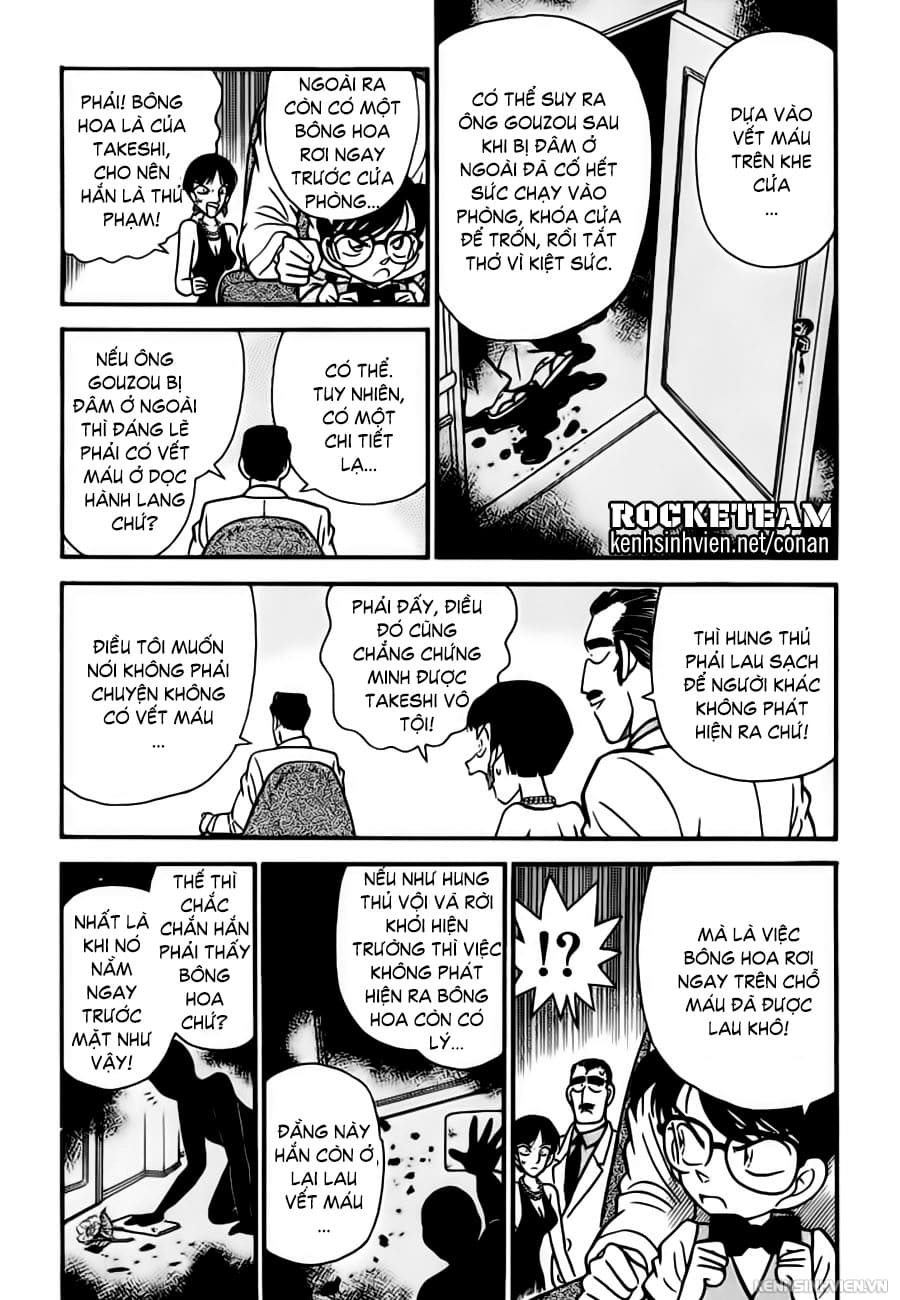 DỰA VÀO
VẾT MÁU
TRÊN KHE
CỬA
...
CÓ THỂ SUY RA
ÔNG GOUZOU SAU
KHI BỊ ĐÂM Ở
NGOÀI ĐÃ CỐ HẾT
SỨC CHẠY VÀO
PHÒNG, KHÓA CỬA
ĐỂ TRỐN, RỒI TẮT
THỞ VÌ KIỆT SỨC.
ROCKETEAM
kenhsinhvien.net/conan
NGOÀI RA
CÒN CÓ MỘT
BÔNG HOA
RƠI NGAY
TRƯỚC CỬA
PHÒNG...
PHẢI! BÔNG
HOA LÀ CỦA
TAKESHI,
CHO NÊN
HẮN LÀ THỦ
PHẠM!
CÓ THỂ.
TUY NHIÊN,
CÓ MỘT
CHI TIẾT
LẠ...
NẾU ÔNG
GOUZOU BỊ
ĐÂM Ở NGOÀI
THÌ ĐÁNG LẼ
PHẢI CÓ VẾT
MÁU Ở DỌC
HÀNH LANG
CHỨ?
THÌ HUNG THỦ
PHẢI LAU SẠCH
ĐỂ NGƯỜI KHÁC
KHÔNG PHÁT
HIỆN RA CHỨ!
PHẢI ĐẤY, ĐIỀU
ĐÓ CŨNG
CHẲNG CHỨNG
MINH ĐƯỢC
TAKESHI VÔ
TỘI!
ĐIỀU TÔI MUỐN
NÓI KHÔNG PHẢI
CHUYỆN KHÔNG
CÓ VẾT MÁU
...
MÀ LÀ VIỆC
BÔNG HOA RƠI
NGAY TRÊN CHỖ
MÁU ĐÃ ĐƯỢC
LAU KHÔ!
!?
NẾU NHƯ HUNG
THỦ VỘI VÃ RỜI
KHỎI HIỆN
TRƯỜNG THÌ VIỆC
KHÔNG PHÁT
HIỆN RA BÔNG
HOA CÒN CÓ
LÝ...
ĐẰNG NÀY
HẮN CÒN Ở
LẠI LAU
VẾT MÁU
...
THẾ THÌ
CHẮC
CHẮN HẮN
PHẢI THẤY
BÔNG
HOA
CHỨ?
NHẤT LÀ
KHI NÓ
NẰM
NGAY
TRƯỚC
MẶT NHƯ
VẬY!
KENHSINHVIEN.VN